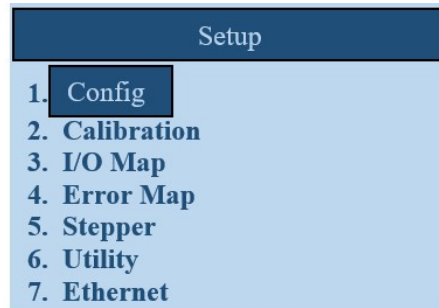 Setup
1. Config
2. Calibration
3. I/O Map
4. Error Map
5. Stepper
6. Utility
7. Ethernet